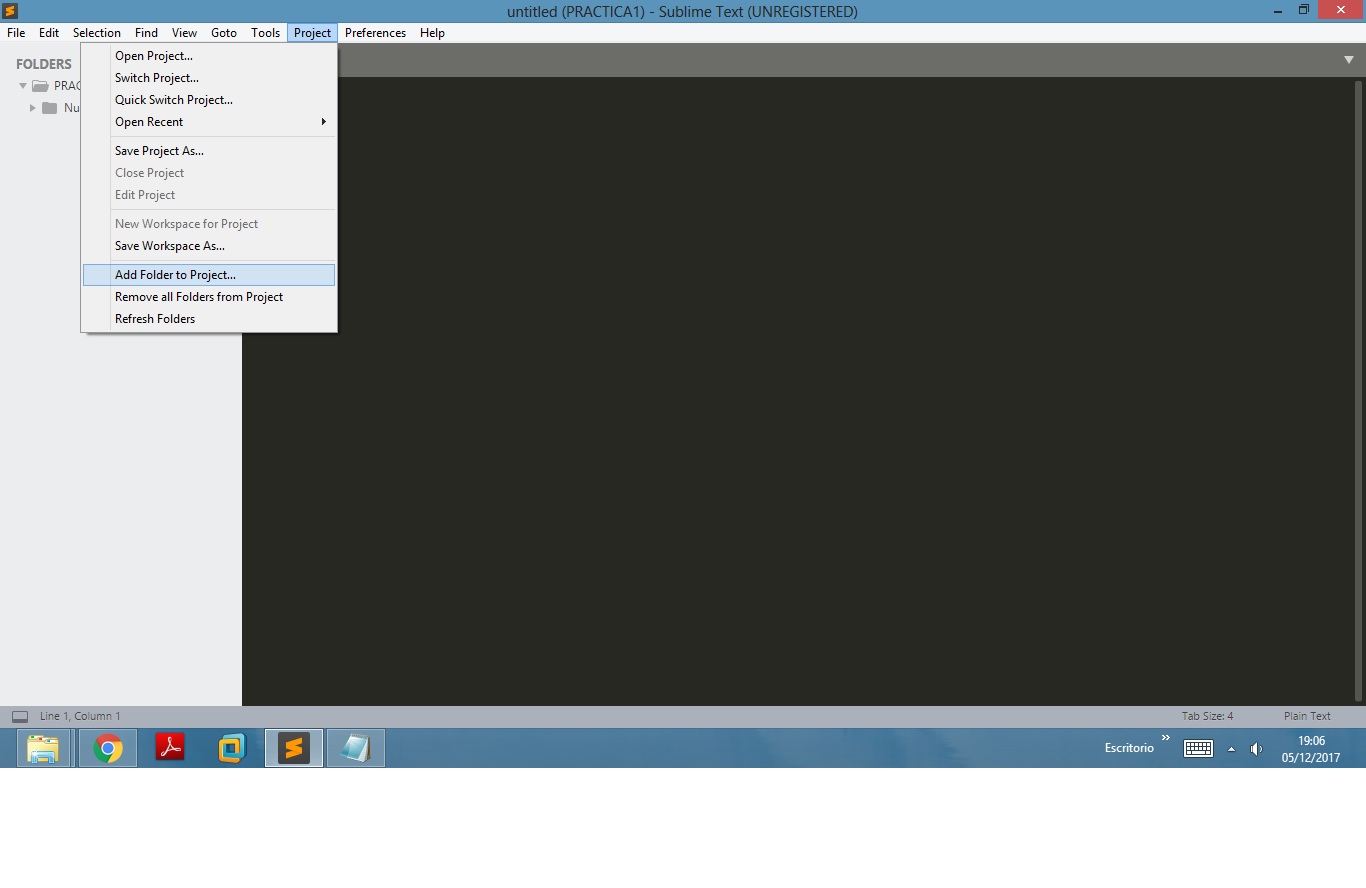 untitled (PRACTICA1) - Sublime Text (UNREGISTERED)
File Edit Selection Find View Goto Tools Project Preferences Help
FOLDERS
PRAC
Nu
Open Project...
Switch Project...
Quick Switch Project...
Open Recent
Save Project As...
Close Project
Edit Project
New Workspace for Project
Save Workspace As...
Add Folder to Project...
Remove all Folders from Project
Refresh Folders
Line 1, Column 1
Tab Size: 4
Plain Text
Escritorio
19:06
05/12/2017